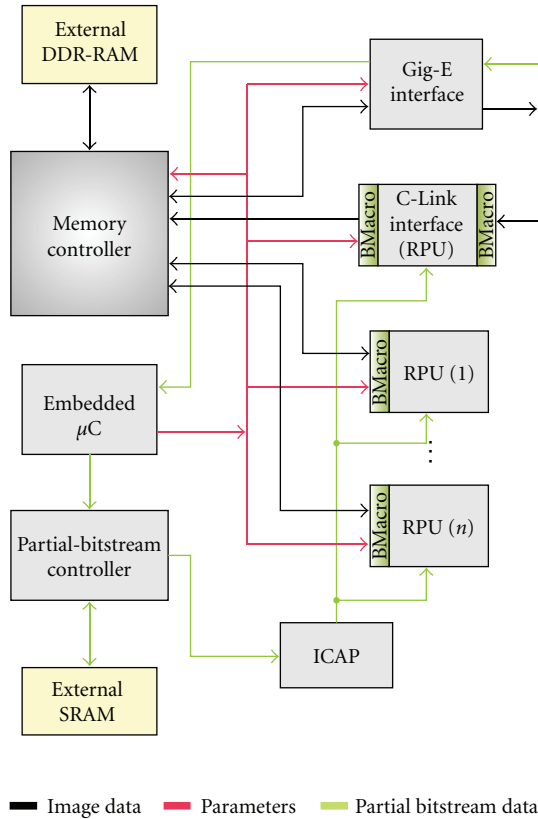 External
DDR-RAM
Gig-E
interface
Memory
controller
BMacro
C-Link
interface
(RPU)
BMacro
BMacro
RPU (1)
Embedded
μC
⋮
BMacro
RPU (n)
Partial-bitstream
controller
ICAP
External
SRAM
Image data
Parameters
Partial bitstream data